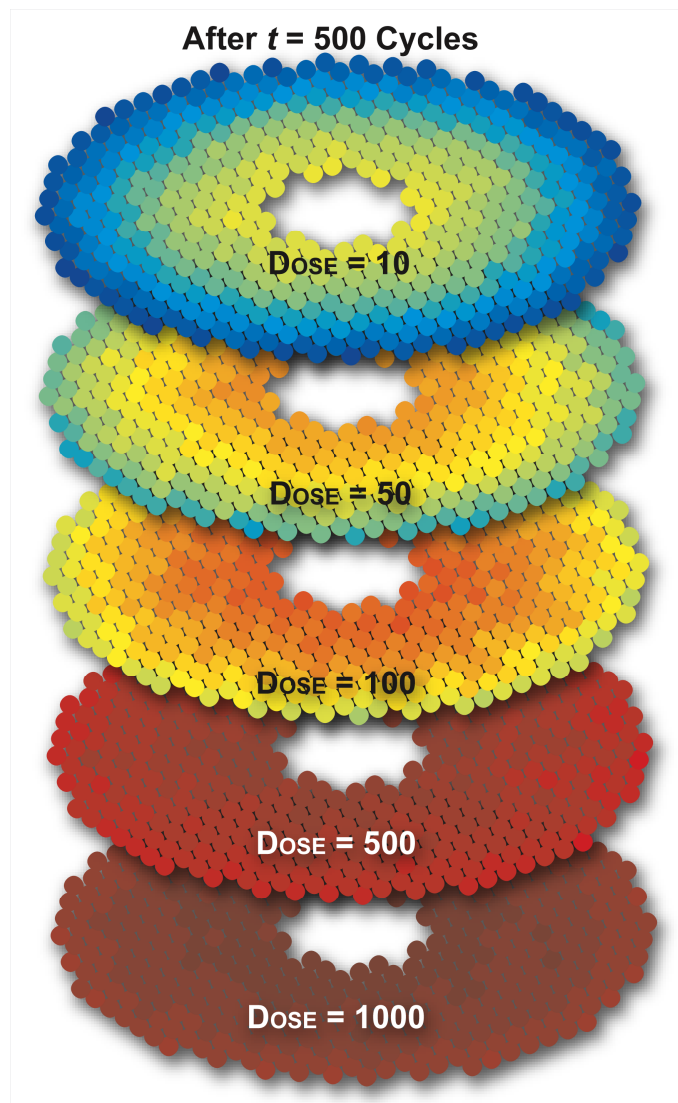 After t = 500 Cycles
DOSE = 10
DOSE = 50
DOSE = 100
DOSE = 500
DOSE = 1000